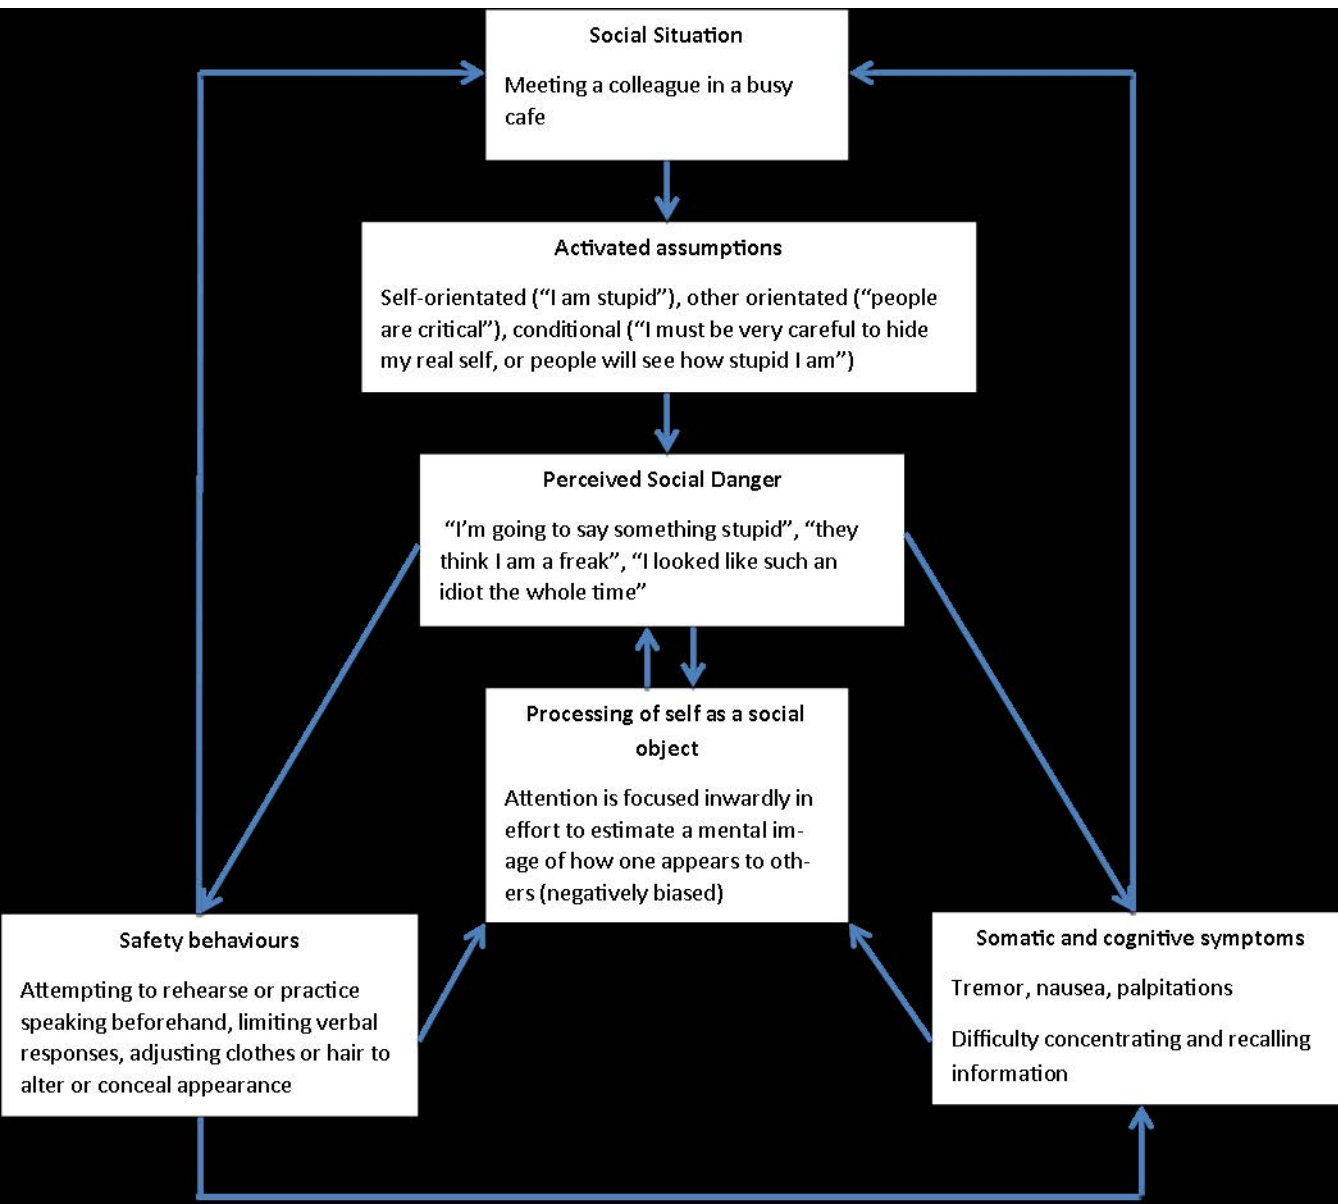 Social Situation
Meeting a colleague in a busy
cafe
Activated assumptions
Self-orientated (“I am stupid”), other orientated (“people
are critical”), conditional (“I must be very careful to hide
my real self, or people will see how stupid I am”)
Perceived Social Danger
“I’m going to say something stupid”, “they
think I am a freak”, “I looked like such an
idiot the whole time”
Processing of self as a social
object
Attention is focused inwardly in
effort to estimate a mental im-
age of how one appears to oth-
ers (negatively biased)
Safety behaviours
Attempting to rehearse or practice
speaking beforehand, limiting verbal
responses, adjusting clothes or hair to
alter or conceal appearance
Somatic and cognitive symptoms
Tremor, nausea, palpitations
Difficulty concentrating and recalling
information